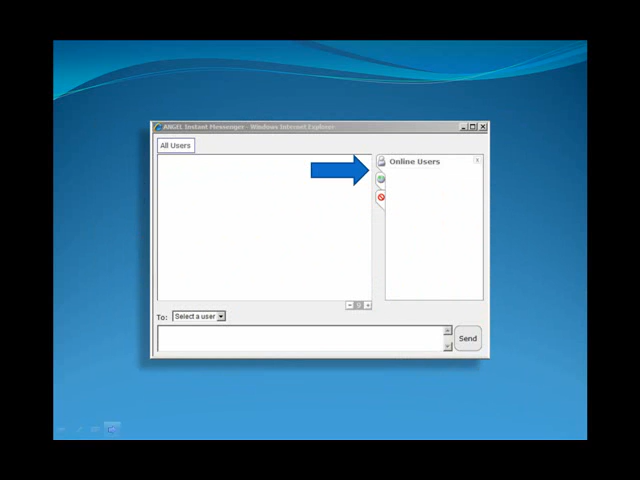 ANGEL Instant Messenger - Windows Internet Explorer
All Users
Online Users
To: Select a user
Send